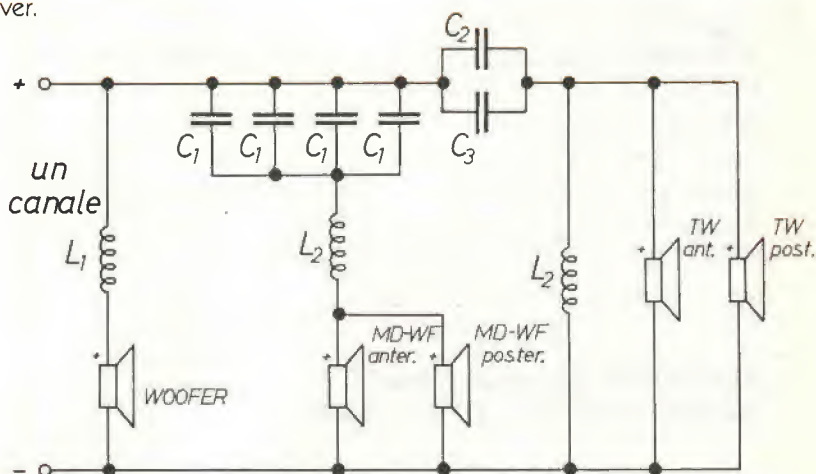 ver.
C2
+
C1 C1 C1 C1
C3
un
canale
L1
L2
L2
+ TW
ant.
+ TW
post.
+ MD-WF
anter.
+ MD-WF
poster.
+
WOOFER
-